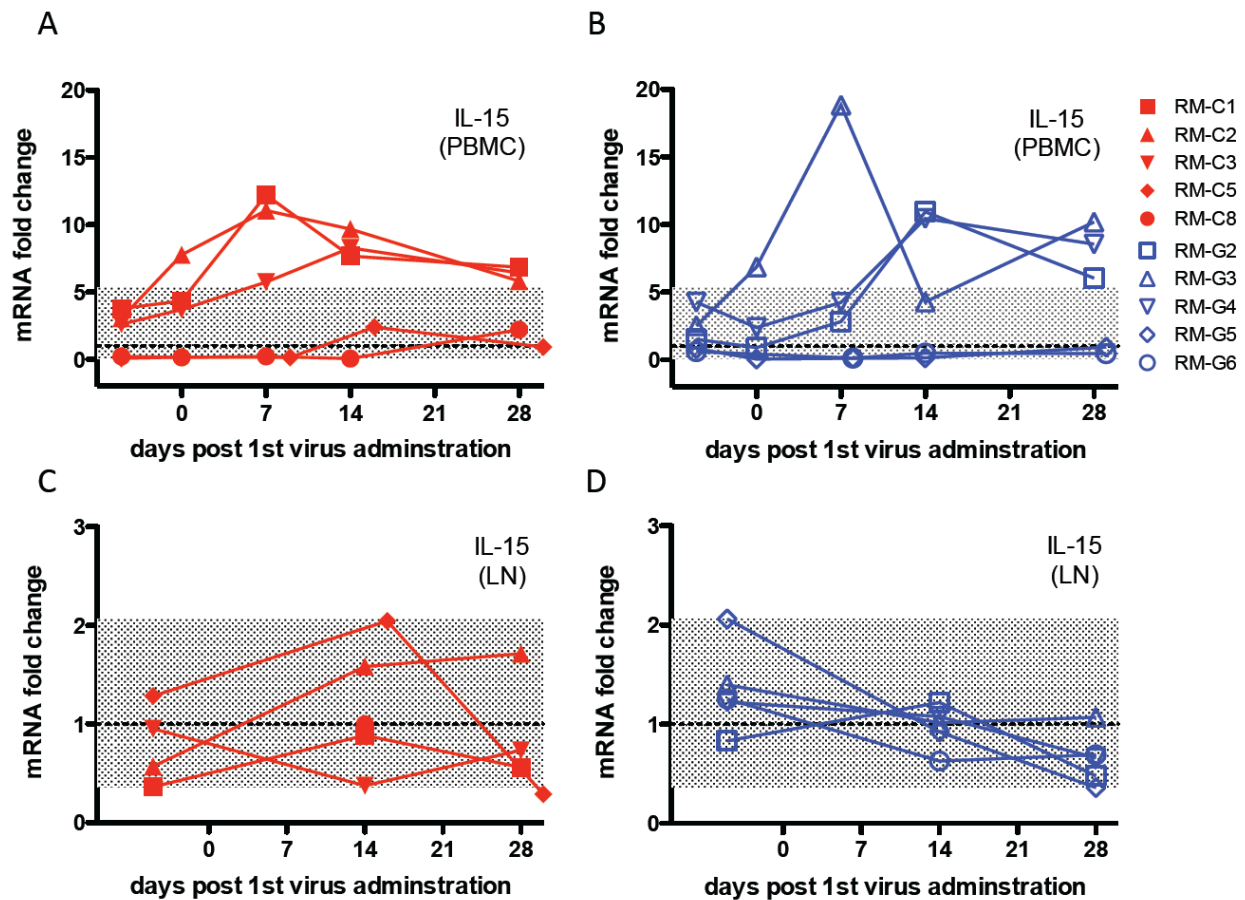 A
B
20
15
10
5
0
mRNA fold change
IL-15
(PBMC)
0 7 14 21 28
days post 1st virus adminstration
20
15
10
5
0
mRNA fold change
IL-15
(PBMC)
0 7 14 21 28
days post 1st virus adminstration
RM-C1
RM-C2
RM-C3
RM-C5
RM-C8
RM-G2
RM-G3
RM-G4
RM-G5
RM-G6
C
D
3
2
1
0
mRNA fold change
IL-15
(LN)
0 7 14 21 28
days post 1st virus adminstration
3
2
1
0
mRNA fold change
IL-15
(LN)
0 7 14 21 28
days post 1st virus adminstration